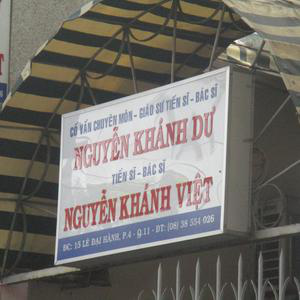 CỐ VẤN CHUYÊN MÔN - GIÁO SƯ TIẾN SĨ - BÁC SĨ
NGUYỄN KHÁNH DƯ
TIẾN SĨ - BÁC SĨ
NGUYỄN KHÁNH VIỆT
ĐC: 15 LÊ ĐẠI HÀNH, P.4 - Q.11 - ĐT: (08) 38 554 026